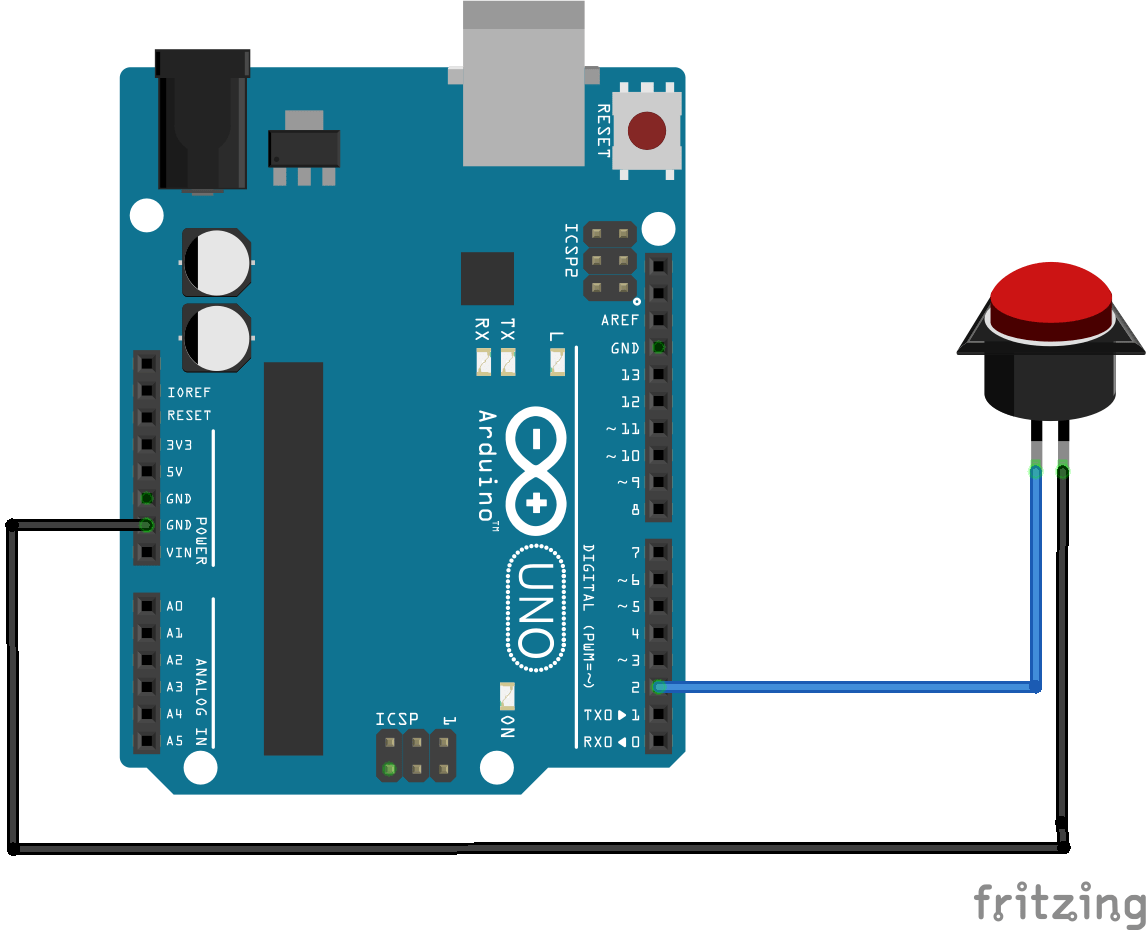 RESET
ICSP2
AREF
GND
13
12
~11
~10
~9
8
7
~6
~5
4
~3
2
TX0▶1
RX0◀0
DIGITAL (PWM=~)
RX
TX
L
Arduino™
UNO
ON
ICSP
1
IOREF
RESET
3V3
5V
GND
GND
VIN
POWER
A0
A1
A2
A3
A4
A5
ANALOG IN
fritzing